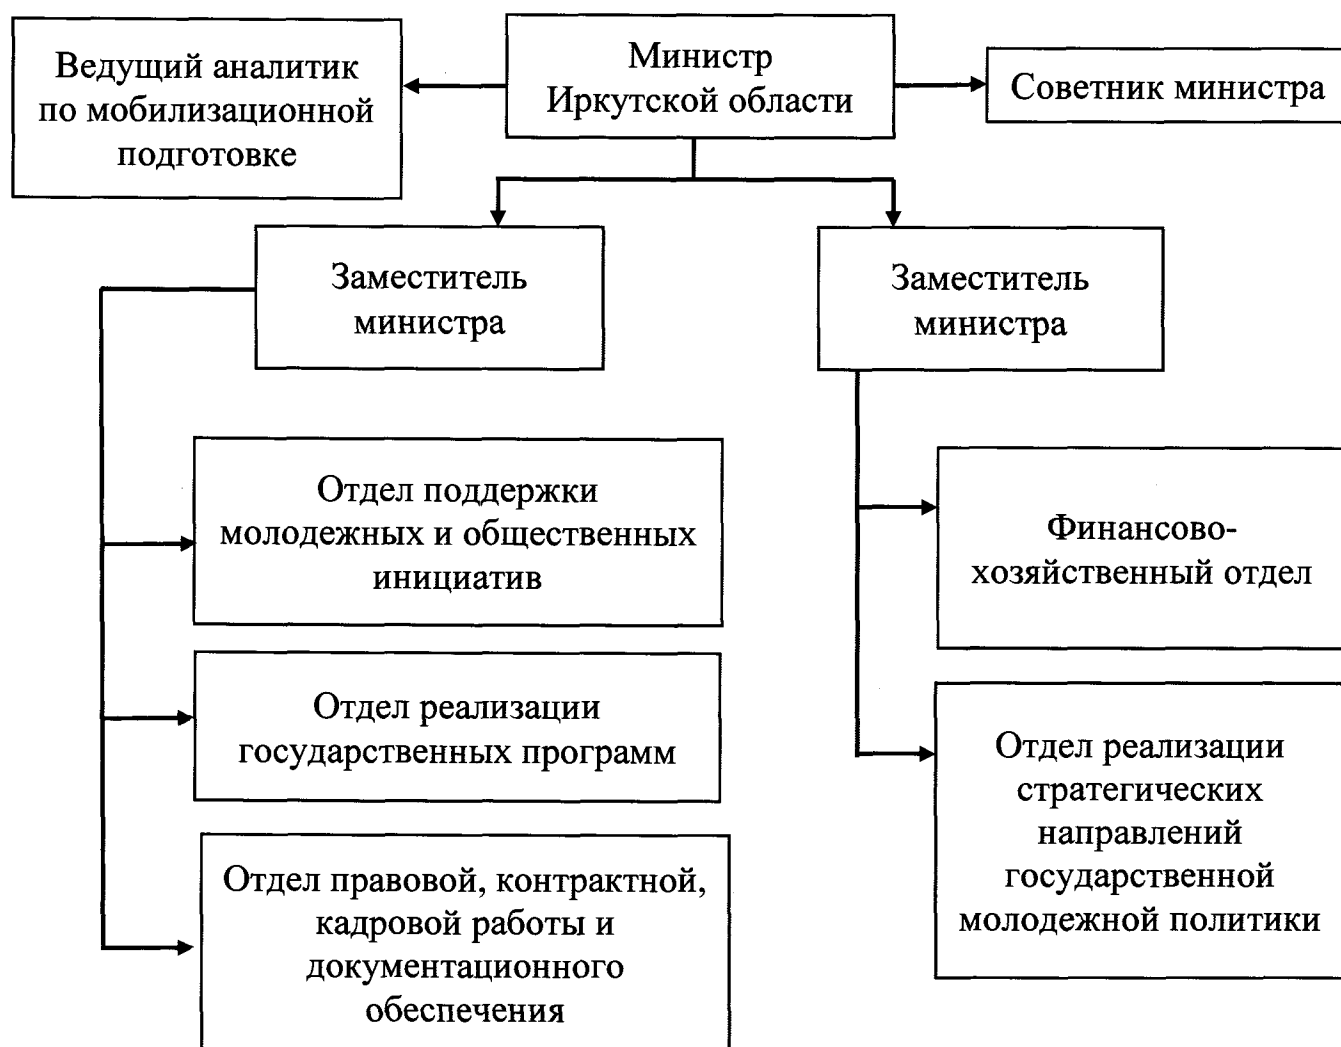 Ведущий аналитик
по мобилизационной
подготовке
Министр
Иркутской области
Советник министра
Заместитель
министра
Заместитель
министра
Отдел поддержки
молодежных и общественных
инициатив
Отдел реализации
государственных программ
Отдел правовой, контрактной,
кадровой работы и
документационного
обеспечения
Финансово-
хозяйственный отдел
Отдел реализации
стратегических
направлений
государственной
молодежной политики